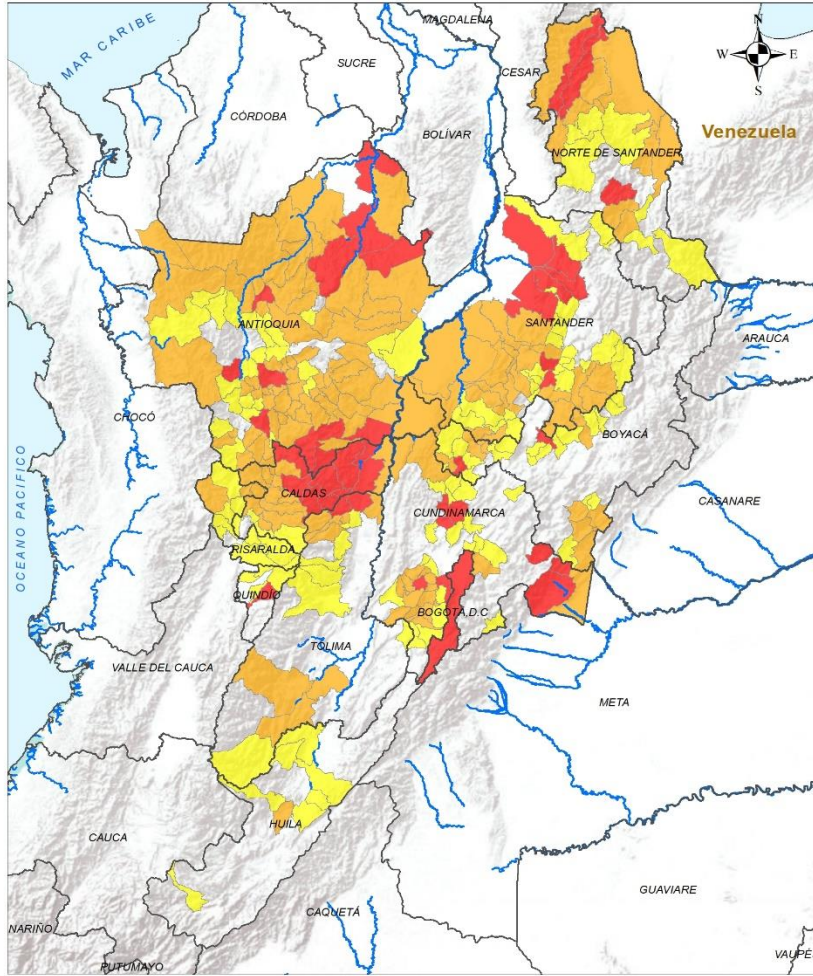 MAGDALENA
MAR CARIBE
SUCRE
CESAR
N
W E
S
CÓRDOBA
BOLÍVAR
Venezuela
NORTE DE SANTANDER
ANTIOQUIA
SANTANDER
ARAUCA
CHOCÓ
BOYACÁ
OCEANO PACIFICO
CALDAS
CASANARE
CUNDINAMARCA
RISARALDA
QUINDÍO
BOGOTÁ, D.C
TOLIMA
VALLE DEL CAUCA
META
HUILA
CAUCA
GUAVIARE
CAQUETÁ
NARIÑO
VAUPÉ
PUTUMAYO